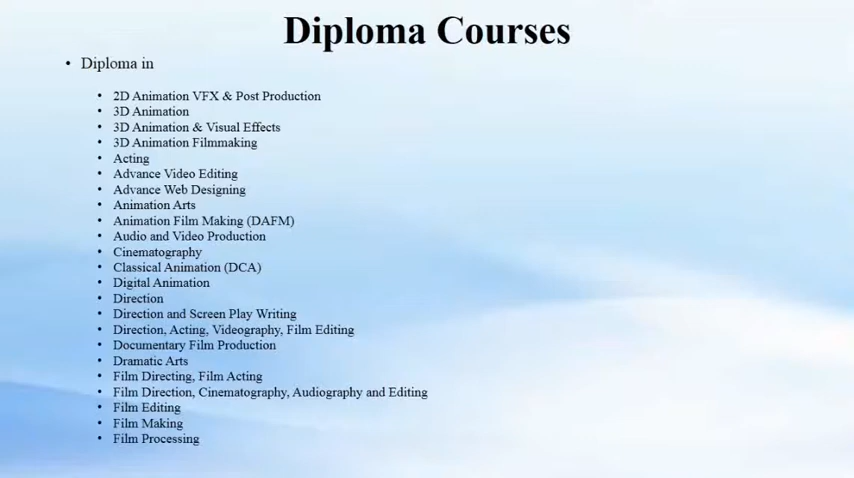 Diploma Courses
• Diploma in
• 2D Animation VFX & Post Production
• 3D Animation
• 3D Animation & Visual Effects
• 3D Animation Filmmaking
• Acting
• Advance Video Editing
• Advance Web Designing
• Animation Arts
• Animation Film Making (DAFM)
• Audio and Video Production
• Cinematography
• Classical Animation (DCA)
• Digital Animation
• Direction
• Direction and Screen Play Writing
• Direction, Acting, Videography, Film Editing
• Documentary Film Production
• Dramatic Arts
• Film Directing, Film Acting
• Film Direction, Cinematography, Audiography and Editing
• Film Editing
• Film Making
• Film Processing